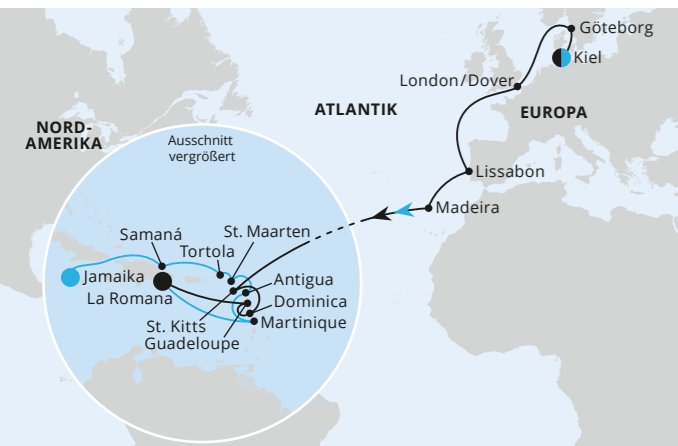 Göteborg
Kiel
London/Dover
ATLANTIK
EUROPA
NORD-
AMERIKA
Ausschnitt
vergrößert
Lissabon
Madeira
Samaná
St. Maarten
Tortola
Jamaika
Antigua
La Romana
Dominica
St. Kitts
Martinique
Guadeloupe